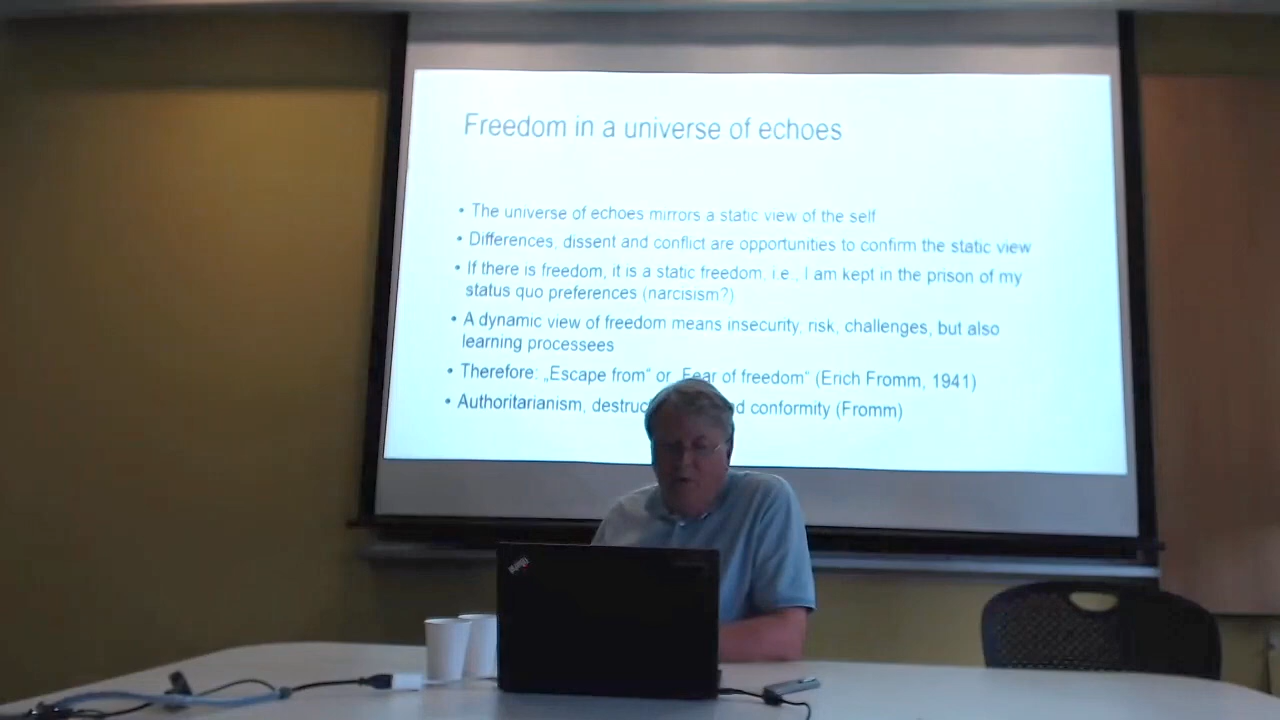 Freedom in a universe of echoes
• The universe of echoes mirrors a static view of the self
• Differences, dissent and conflict are opportunities to confirm the static view
• If there is freedom, it is a static freedom, i.e., I am kept in the prison of my
status quo preferences (narcisism?)
• A dynamic view of freedom means insecurity, risk, challenges, but also
learning processees
• Therefore: „Escape from“ or „Fear of freedom“ (Erich Fromm, 1941)
• Authoritarianism, conformity (Fromm)